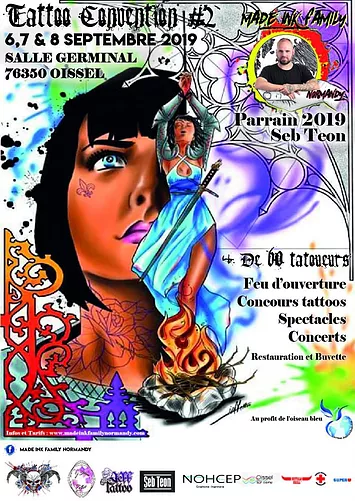 Tattoo Convention #2
6,7 & 8 SEPTEMBRE 2019
SALLE GERMINAL
76350 OISSEL
MADE INK FAMILY
NORMANDY
Parrain 2019
Seb Teon
+ De 60 tatoueurs
Feu d'ouverture
Concours tattoos
Spectacles
Concerts
Restauration et Buvette
Au profit de l'oiseau bleu
Infos et Tarifs : www.madeinkfamilynormandy.com
MADE INK FAMILY NORMANDY
Jeff
tattoo
Seb Teon
NOHCEP
Oissel